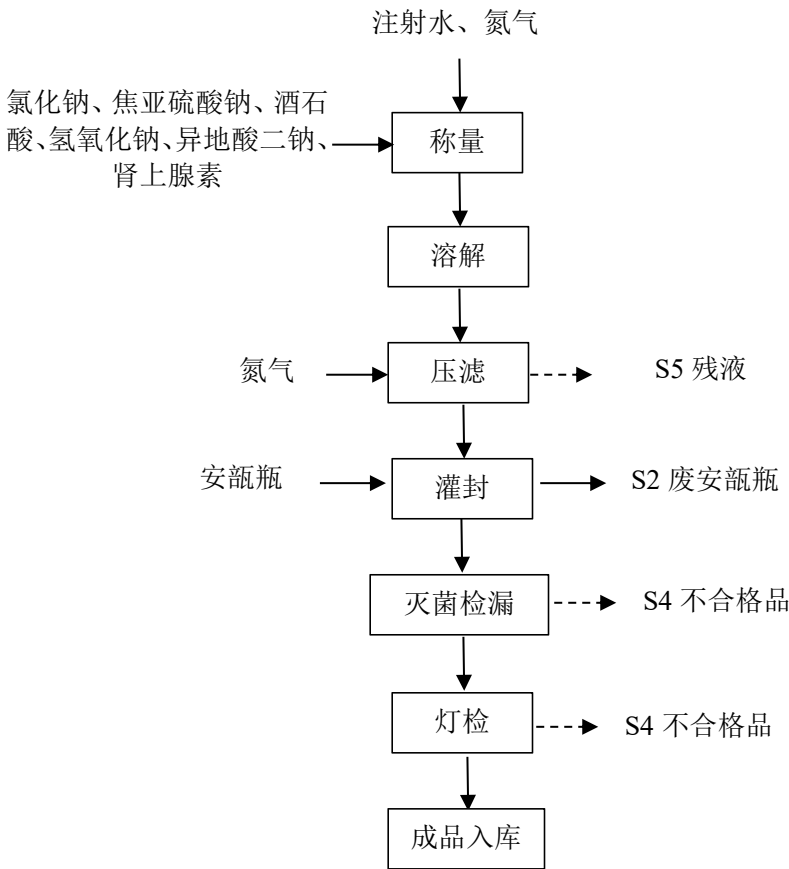 注射水、氮气
氯化钠、焦亚硫酸钠、酒石
酸、氢氧化钠、异地酸二钠、
肾上腺素
称量
溶解
氮气
压滤
S5 残液
安瓿瓶
灌封
S2 废安瓿瓶
灭菌检漏
S4 不合格品
灯检
S4 不合格品
成品入库